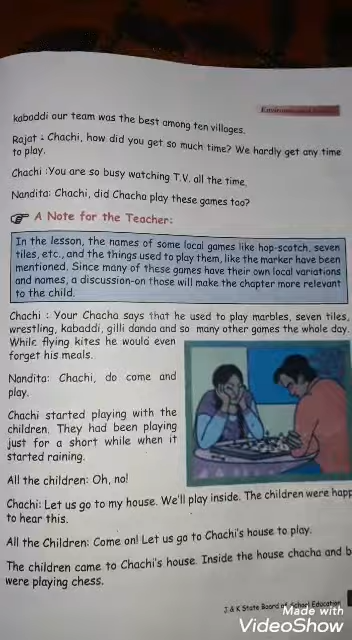 Environmental Studies
kabaddi our team was the best among ten villages.
Rajat : Chachi, how did you get so much time? We hardly get any time
to play.
Chachi :You are so busy watching T.V. all the time.
Nandita: Chachi, did Chacha play these games too?
A Note for the Teacher:
In the lesson, the names of some local games like hop-scotch, seven
tiles, etc., and the things used to play them, like the marker have been
mentioned. Since many of these games have their own local variations
and names, a discussion-on those will make the chapter more relevant
to the child.
Chachi : Your Chacha says that he used to play marbles, seven tiles,
wrestling, kabaddi, gilli danda and so many other games the whole day.
While flying kites he would even
forget his meals.
Nandita: Chachi, do come and
play.
Chachi started playing with the
children. They had been playing
just for a short while when it
started raining.
All the children: Oh, no!
Chachi: Let us go to my house. We'll play inside. The children were happ
to hear this.
All the Children: Come on! Let us go to Chachi's house to play.
The children came to Chachi's house. Inside the house chacha and b
were playing chess.
J.& K State Board of School Education
Made with
VideoShow